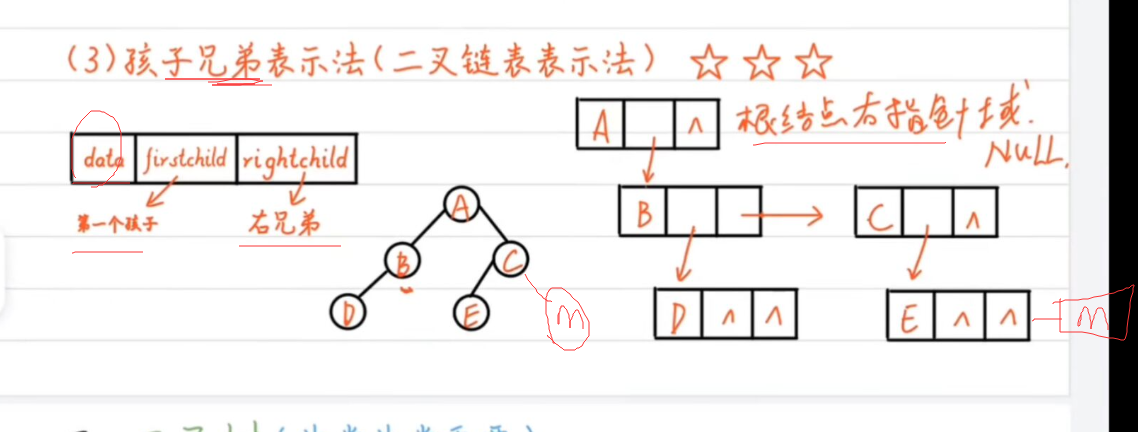 (3)孩子兄弟表示法(二叉链表表示法) ☆☆☆
A ∧ 根结点右指针域:
NULL.
data firstchild rightchild
第一个孩子 右兄弟
A
B C
D E m
B C ∧
D ∧ ∧ E ∧ ∧ m